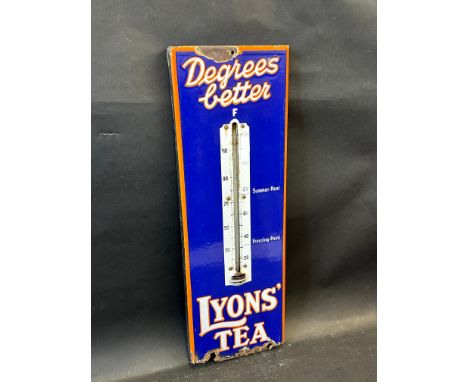 Degrees
better
F
Summer Heat
Freezing Point
LYONS'
TEA